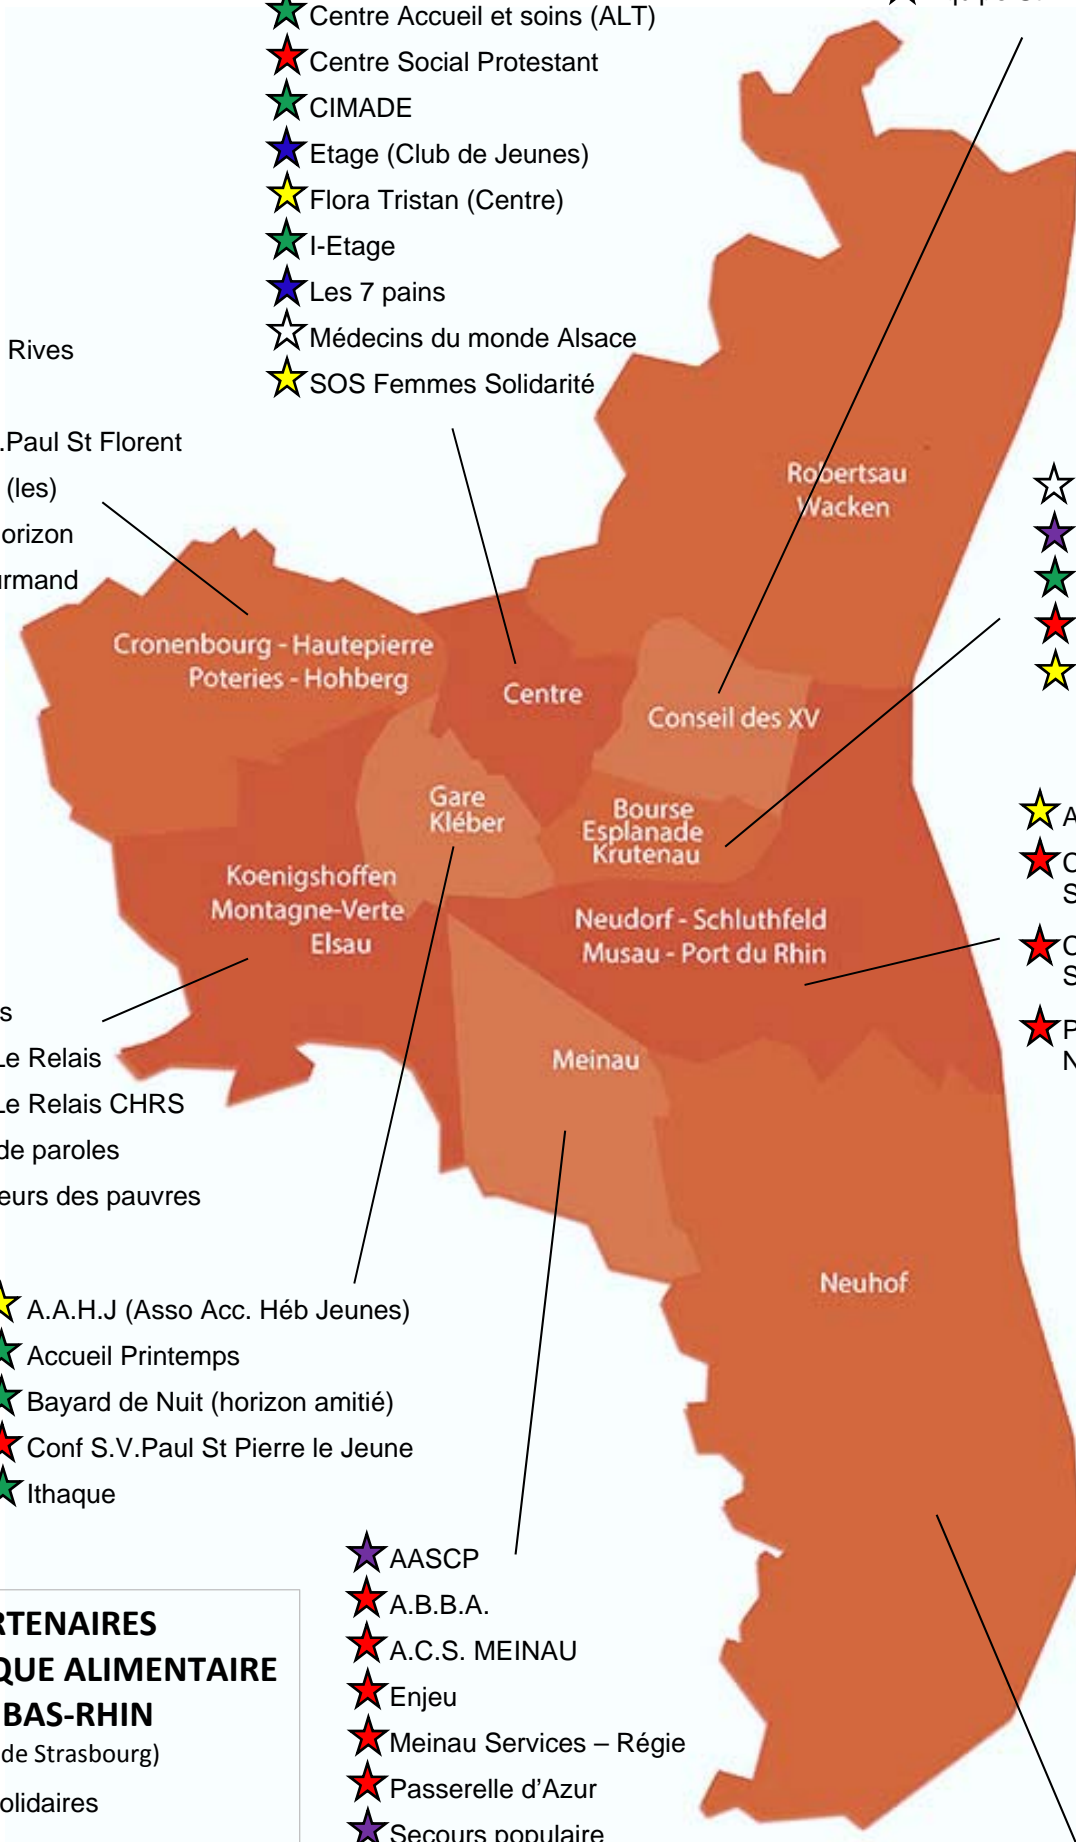 Centre Accueil et soins (ALT)
Centre Social Protestant
CIMADE
Etage (Club de Jeunes)
Flora Tristan (Centre)
I-Etage
Les 7 pains
Médecins du monde Alsace
SOS Femmes Solidarité
Rives
.Paul St Florent
(les)
orizon
urmand
Robertsau
Wacken
Cronenbourg - Hautepierre
Poteries - Hohberg
Centre
Conseil des XV
Gare
Kléber
Bourse
Esplanade
Krutenau
Koenigshoffen
Montagne-Verte
Elsau
Neudorf - Schluthfeld
Musau - Port du Rhin
Meinau
Neuhof
A
C
S
C
S
P
N
s
Le Relais
Le Relais CHRS
de paroles
eurs des pauvres
A.A.H.J (Asso Acc. Héb Jeunes)
Accueil Printemps
Bayard de Nuit (horizon amitié)
Conf S.V.Paul St Pierre le Jeune
Ithaque
AASCP
A.B.B.A.
A.C.S. MEINAU
Enjeu
Meinau Services – Régie
Passerelle d'Azur
Secours populaire
RTENAIRES
QUE ALIMENTAIRE
BAS-RHIN
de Strasbourg)
olidaires